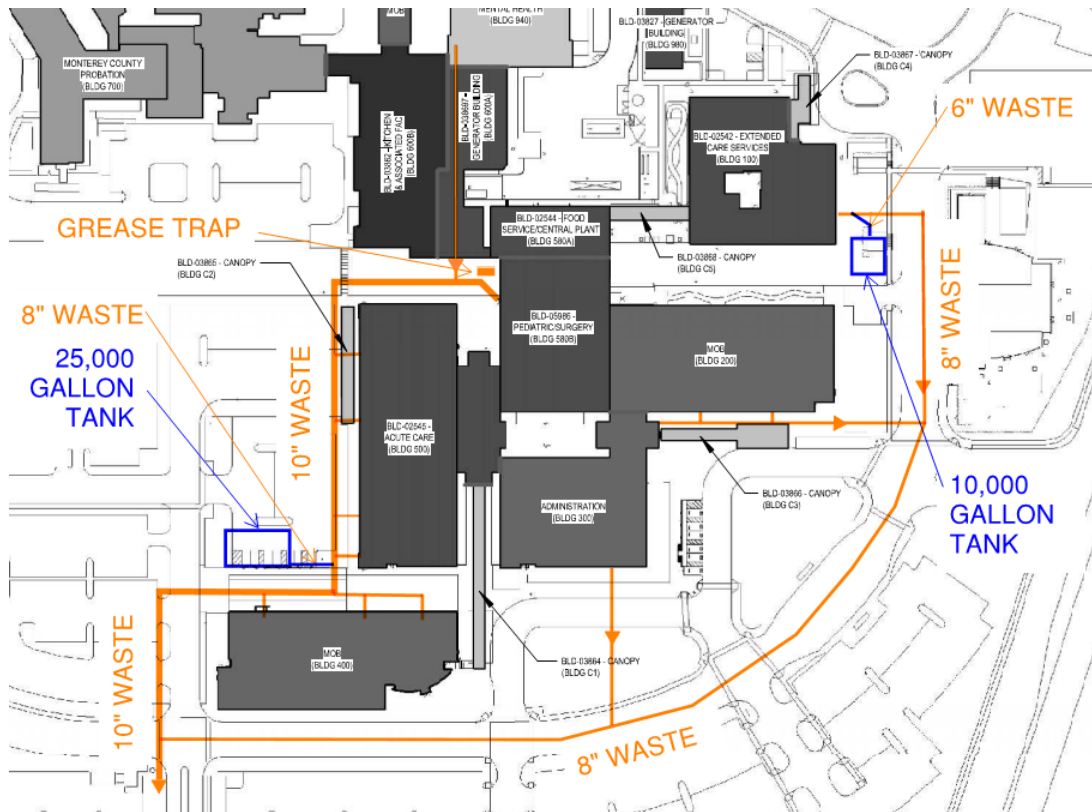 MOB
MENTAL HEALTH
(BLDG 940)
BLD-03827 - GENERATOR
BUILDING
(BLDG 980)
BLD-03867 - CANOPY
(BLDG C4)
MONTEREY COUNTY
PROBATION
(BLDG 700)
BLD-03862 - KITCHEN
& ASSOCIATED FAC
(BLDG 600B)
GENERATOR BUILDING
(BLDG 600A)
6" WASTE
BLD-02542 - EXTENDED
CARE SERVICES
(BLDG 100)
GREASE TRAP
BLD-02544 - FOOD
SERVICE/CENTRAL PLANT
(BLDG 580A)
BLD-03865 - CANOPY
(BLDG C2)
BLD-03868 - CANOPY
(BLDG C5)
8" WASTE
8" WASTE
BLD-05986 -
PEDIATRIC/SURGERY
(BLDG 580B)
MOB
(BLDG 200)
25,000
GALLON
TANK
10" WASTE
BLD-02545 -
ACUTE CARE
(BLDG 500)
BLD-03866 - CANOPY
(BLDG C3)
10,000
GALLON
TANK
ADMINISTRATION
(BLDG 300)
MOB
(BLDG 400)
BLD-03864 - CANOPY
(BLDG C1)
10" WASTE
8" WASTE